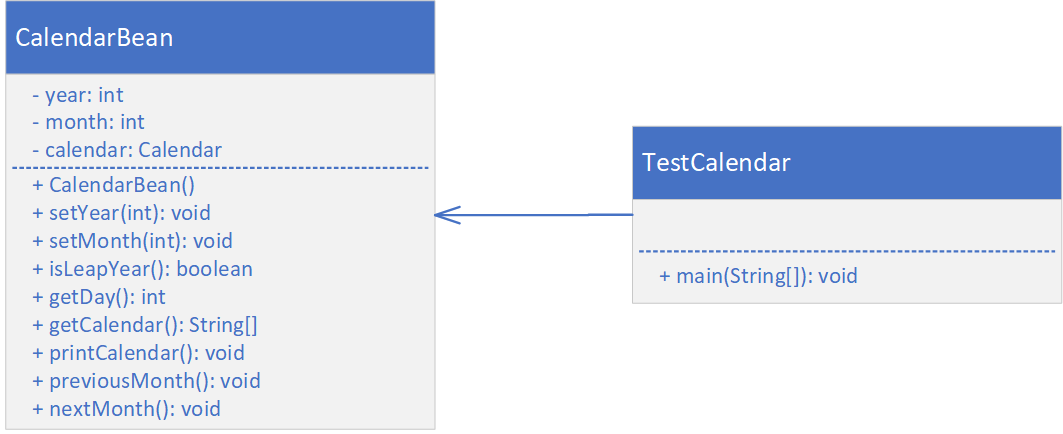 CalendarBean
- year: int
- month: int
- calendar: Calendar
+ CalendarBean()
+ setYear(int): void
+ setMonth(int): void
+ isLeapYear(): boolean
+ getDay(): int
+ getCalendar(): String[]
+ printCalendar(): void
+ previousMonth(): void
+ nextMonth(): void
TestCalendar
+ main(String[]): void